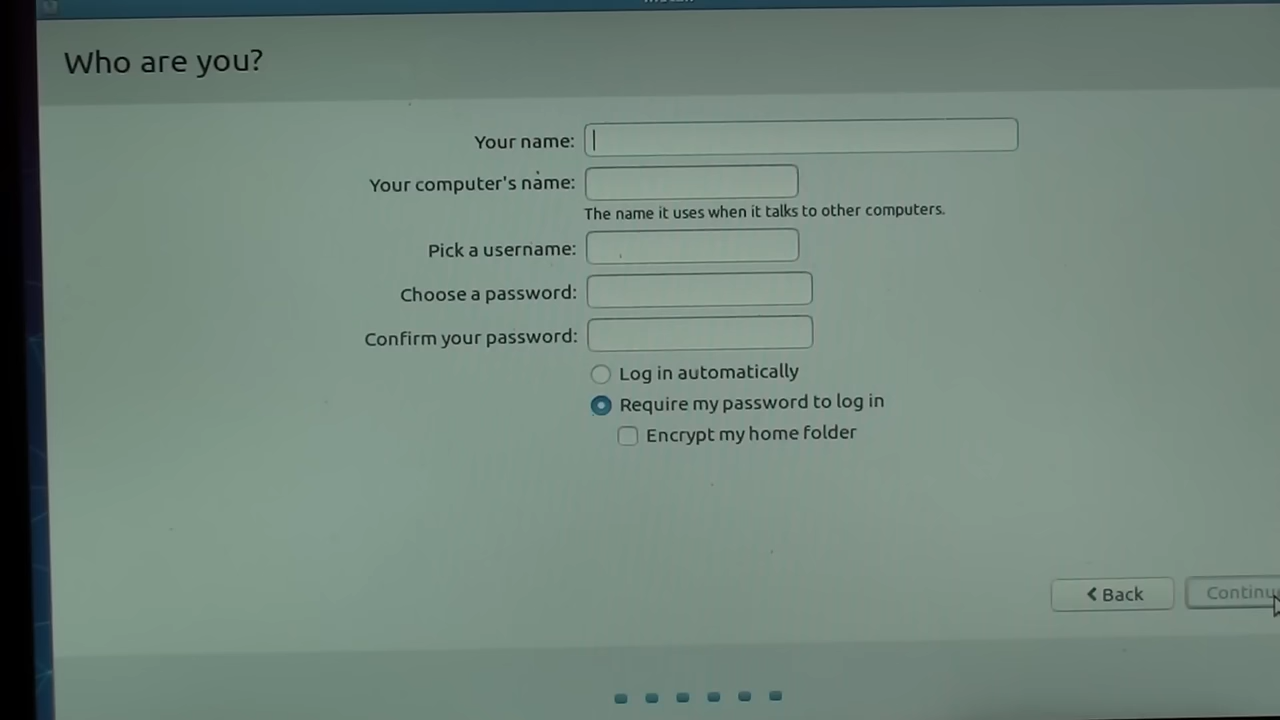 Who are you?
Your name:
Your computer's name:
The name it uses when it talks to other computers.
Pick a username:
Choose a password:
Confirm your password:
Log in automatically
Require my password to log in
Encrypt my home folder
Back
Continu